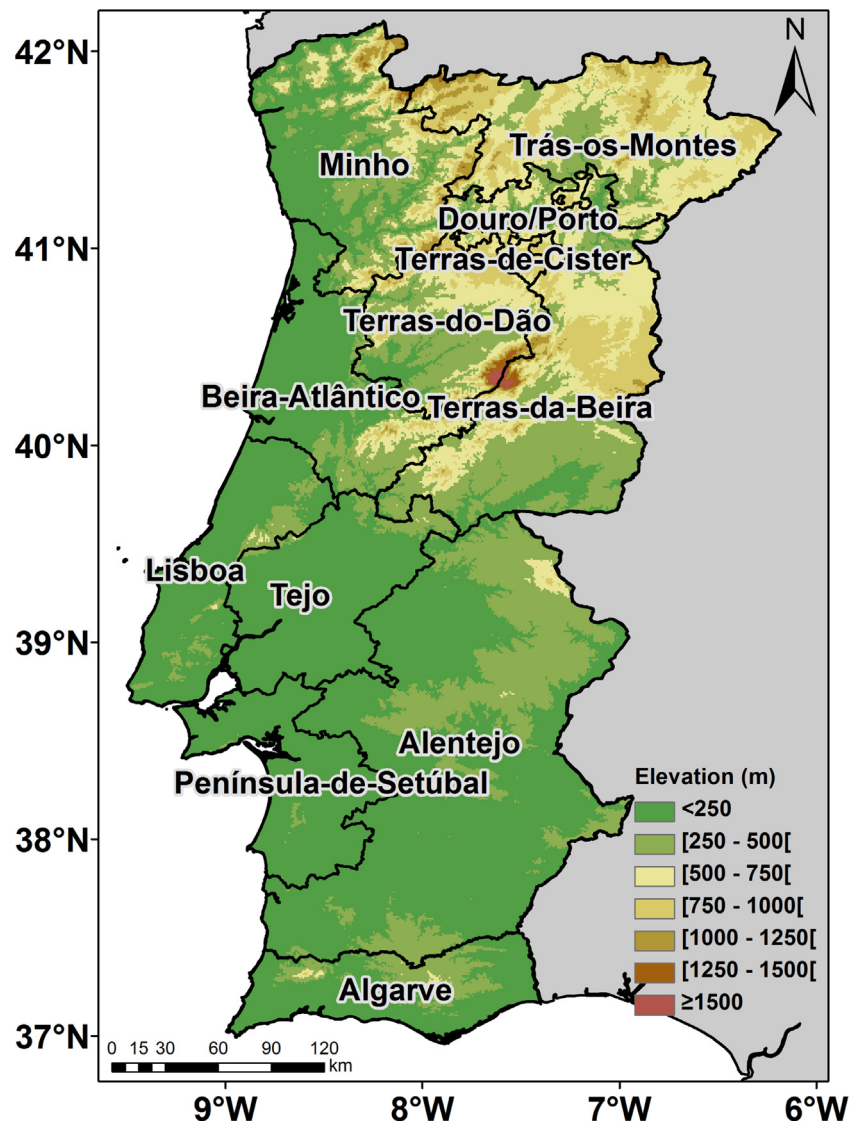 42°N
N
Trás-os-Montes
Minho
Douro/Porto
41°N
Terras-de-Cister
Terras-do-Dão
Beira-Atlântico
Terras-da-Beira
40°N
Lisboa
Tejo
39°N
Alentejo
Península-de-Setúbal
Elevation (m)
<250
[250 - 500[
38°N
[500 - 750[
[750 - 1000[
[1000 - 1250[
[1250 - 1500[
≥1500
Algarve
37°N
0 15 30 60 90 120
km
9°W 8°W 7°W 6°W